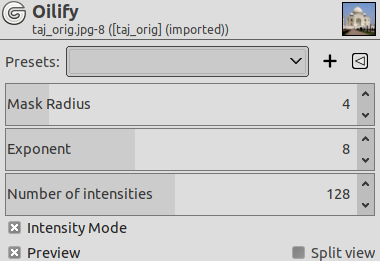 Oilify
taj_orig.jpg-8 ([taj_orig] (imported))
Presets:
Mask Radius 4
Exponent 8
Number of intensities 128
Intensity Mode
Preview Split view